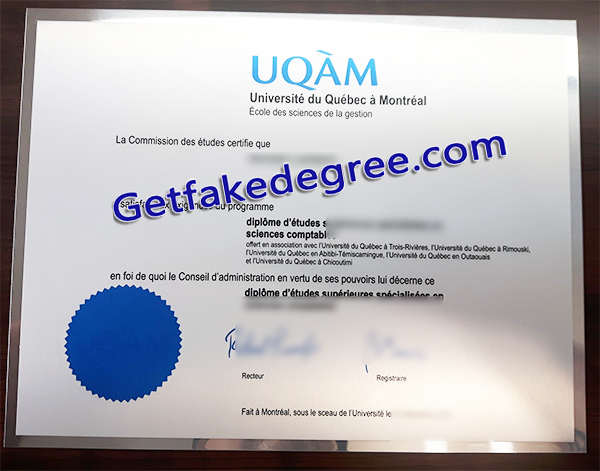 UQÀM
Université du Québec à Montréal
École des sciences de la gestion
La Commission des études certifie que
Getfakedegree.com
programme
diplôme d'études
sciences comptables
offert en association avec l'Université du Québec à Trois-Rivières, l'Université du Québec à Rimouski,
l'Université du Québec en Abitibi-Témiscamingue, l'Université du Québec en Outaouais
et l'Université du Québec à Chicoutimi
en foi de quoi le Conseil d'administration en vertu de ses pouvoirs lui décerne ce
diplôme d'études supérieures spécialisées en
Recteur
Registraire
Fait à Montréal, sous le sceau de l'Université le